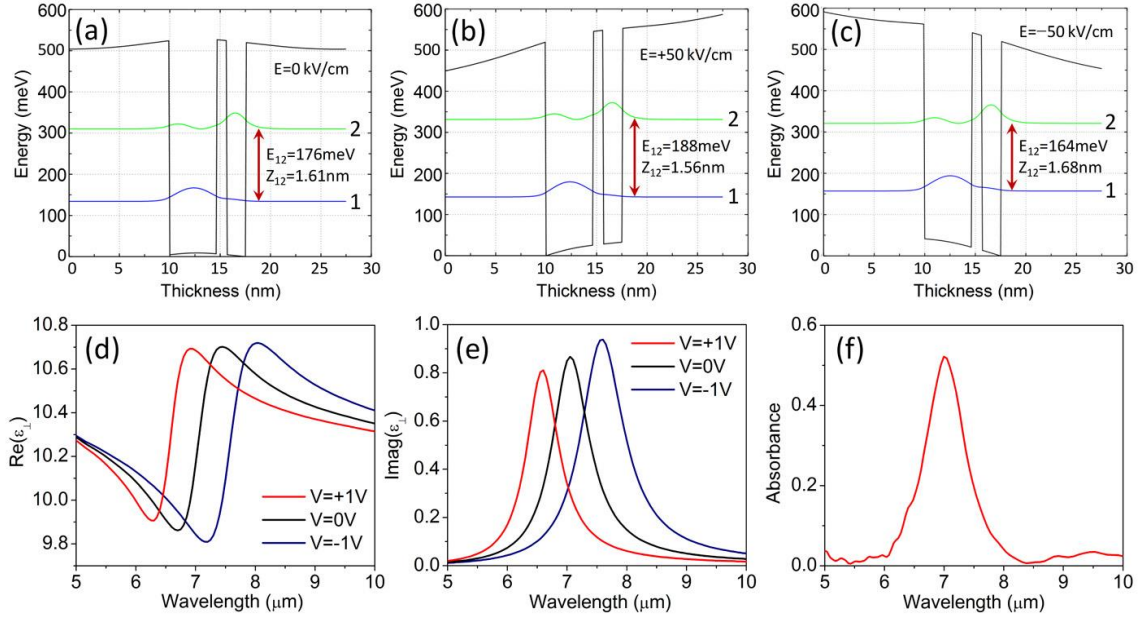 (a)
600
500
400
300
200
100
0
Energy (meV)
E=0 kV/cm
2
E12=176meV
Z12=1.61nm
1
0 5 10 15 20 25 30
Thickness (nm)
(b)
600
500
400
300
200
100
0
Energy (meV)
E=+50 kV/cm
2
E12=188meV
Z12=1.56nm
1
0 5 10 15 20 25 30
Thickness (nm)
(c)
600
500
400
300
200
100
0
Energy (meV)
E=−50 kV/cm
2
E12=164meV
Z12=1.68nm
1
0 5 10 15 20 25 30
Thickness (nm)
(d)
10.8
10.6
10.4
10.2
10.0
9.8
Re(ε⊥)
V=+1V
V=0V
V=-1V
5 6 7 8 9 10
Wavelength (μm)
(e)
1.0
0.8
0.6
0.4
0.2
0.0
Imag(ε⊥)
V=+1V
V=0V
V=-1V
5 6 7 8 9 10
Wavelength (μm)
(f)
0.6
0.4
0.2
0.0
Absorbance
5 6 7 8 9 10
Wavelength (μm)